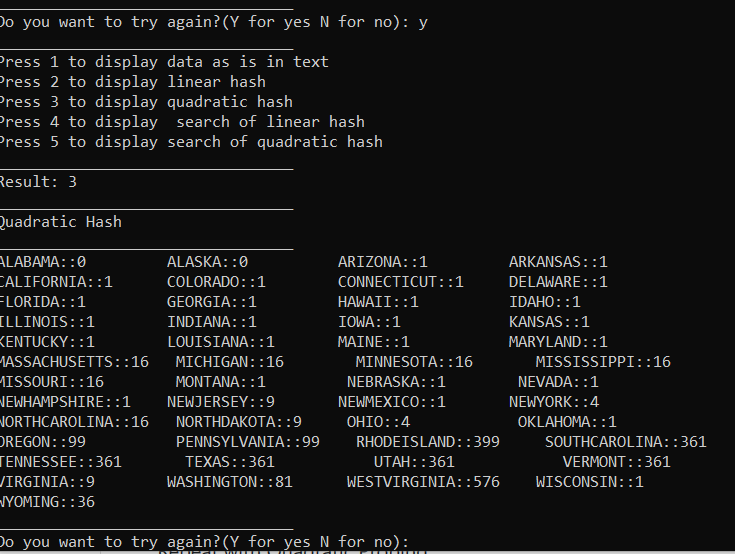 Do you want to try again?(Y for yes N for no): y
Press 1 to display data as is in text
Press 2 to display linear hash
Press 3 to display quadratic hash
Press 4 to display  search of linear hash
Press 5 to display search of quadratic hash
Result: 3
Quadratic Hash
ALABAMA::0 ALASKA::0 ARIZONA::1 ARKANSAS::1
CALIFORNIA::1 COLORADO::1 CONNECTICUT::1 DELAWARE::1
FLORIDA::1 GEORGIA::1 HAWAII::1 IDAHO::1
ILLINOIS::1 INDIANA::1 IOWA::1 KANSAS::1
KENTUCKY::1 LOUISIANA::1 MAINE::1 MARYLAND::1
MASSACHUSETTS::16 MICHIGAN::16 MINNESOTA::16 MISSISSIPPI::16
MISSOURI::16 MONTANA::1 NEBRASKA::1 NEVADA::1
NEWHAMPSHIRE::1 NEWJERSEY::9 NEWMEXICO::1 NEWYORK::4
NORTHCAROLINA::16 NORTHDAKOTA::9 OHIO::4 OKLAHOMA::1
OREGON::99 PENNSYLVANIA::99 RHODEISLAND::399 SOUTHCAROLINA::361
TENNESSEE::361 TEXAS::361 UTAH::361 VERMONT::361
VIRGINIA::9 WASHINGTON::81 WESTVIRGINIA::576 WISCONSIN::1
WYOMING::36
Do you want to try again?(Y for yes N for no):